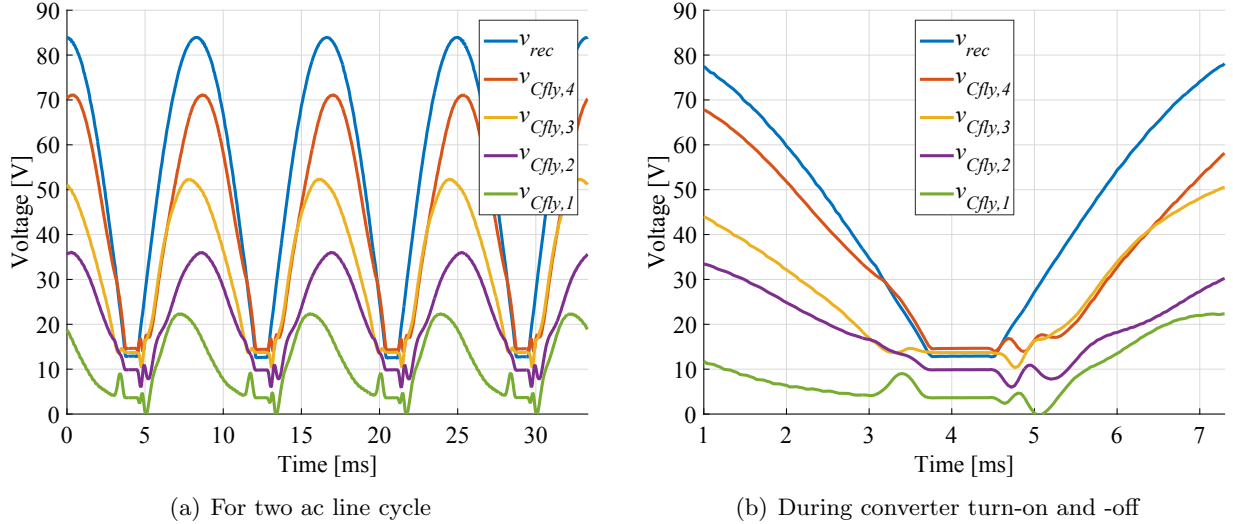 90
80
70
60
50
40
30
20
10
0
Voltage [V]
0 5 10 15 20 25 30
Time [ms]
v_rec
v_Cfly,4
v_Cfly,3
v_Cfly,2
v_Cfly,1
(a) For two ac line cycle
90
80
70
60
50
40
30
20
10
0
Voltage [V]
1 2 3 4 5 6 7
Time [ms]
v_rec
v_Cfly,4
v_Cfly,3
v_Cfly,2
v_Cfly,1
(b) During converter turn-on and -off